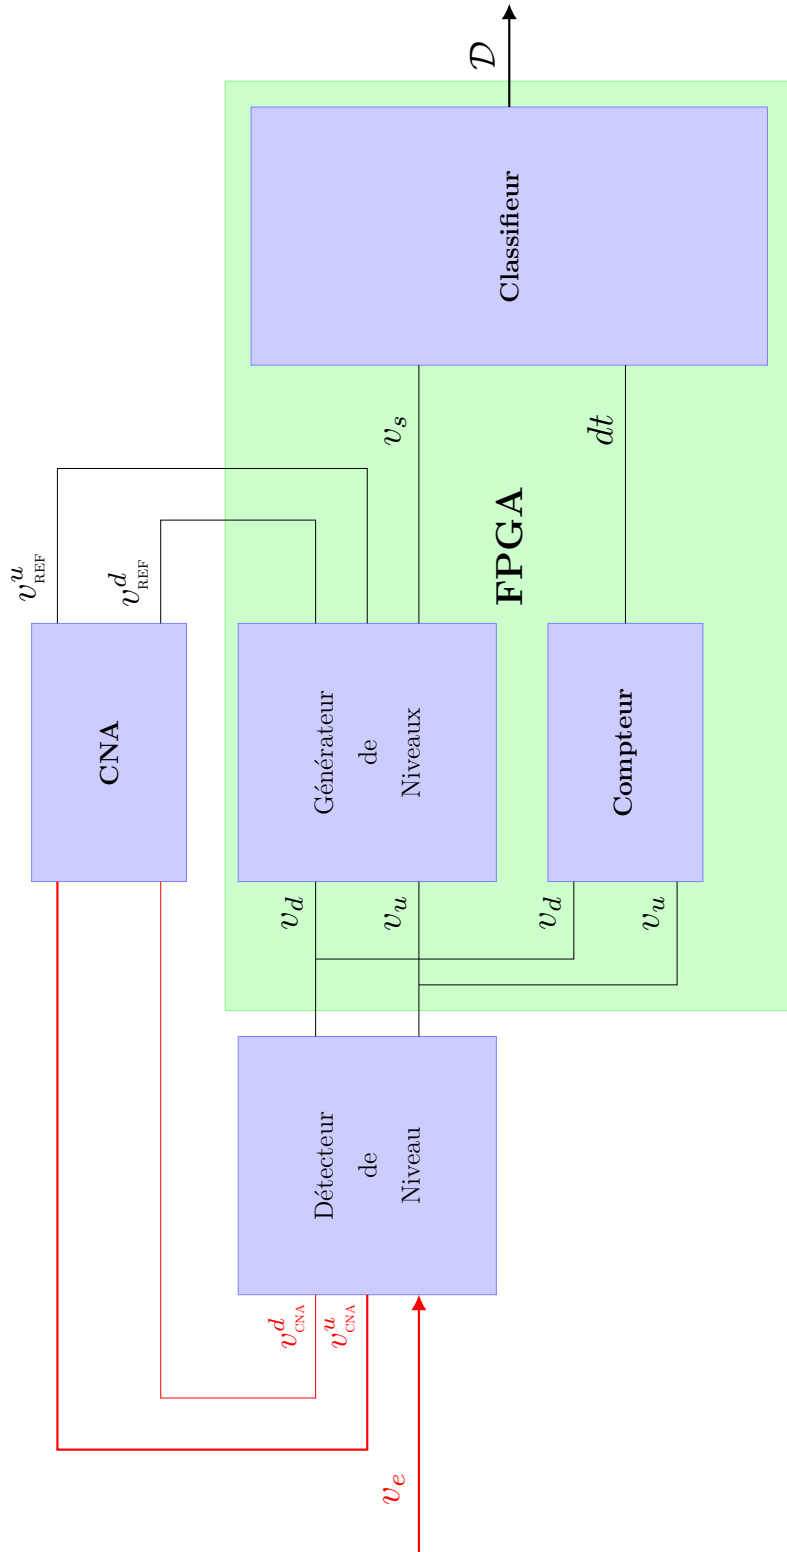 v_e
v^d_CNA
v^u_CNA
Détecteur
de
Niveau
v_d
v_u
v_d
v_u
CNA
Générateur
de
Niveaux
Compteur
v^u_REF
v^d_REF
FPGA
v_s
dt
Classifieur
𝒟